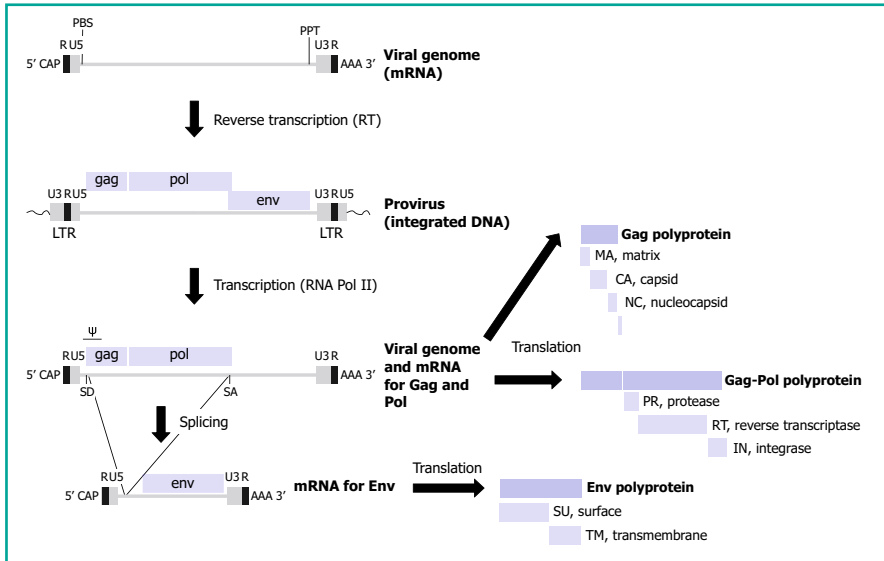 PBS
PPT
R U5
U3 R
5′ CAP
AAA 3′
Viral genome
(mRNA)
Reverse transcription (RT)
gag
pol
U3 R U5
env
U3 R U5
LTR
LTR
Provirus
(integrated DNA)
Transcription (RNA Pol II)
Gag polyprotein
MA, matrix
CA, capsid
NC, nucleocapsid
Ψ
R U5
gag
pol
U3 R
5′ CAP
AAA 3′
SD
SA
Viral genome
and mRNA
for Gag and
Pol
Translation
Gag-Pol polyprotein
PR, protease
RT, reverse transcriptase
IN, integrase
Splicing
R U5
env
U3 R
5′ CAP
AAA 3′
mRNA for Env
Translation
Env polyprotein
SU, surface
TM, transmembrane